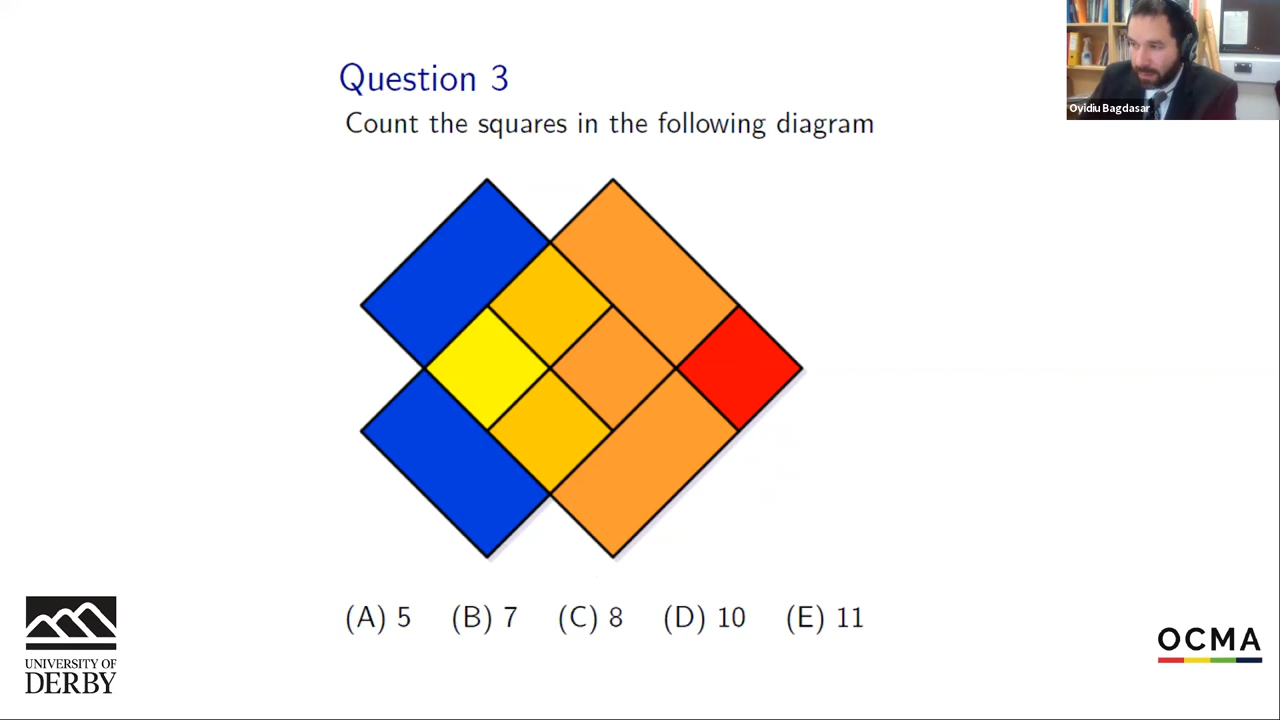 Question 3
Count the squares in the following diagram
Ovidiu Bagdasar
(A) 5 (B) 7 (C) 8 (D) 10 (E) 11
UNIVERSITY OF
DERBY
OCMA